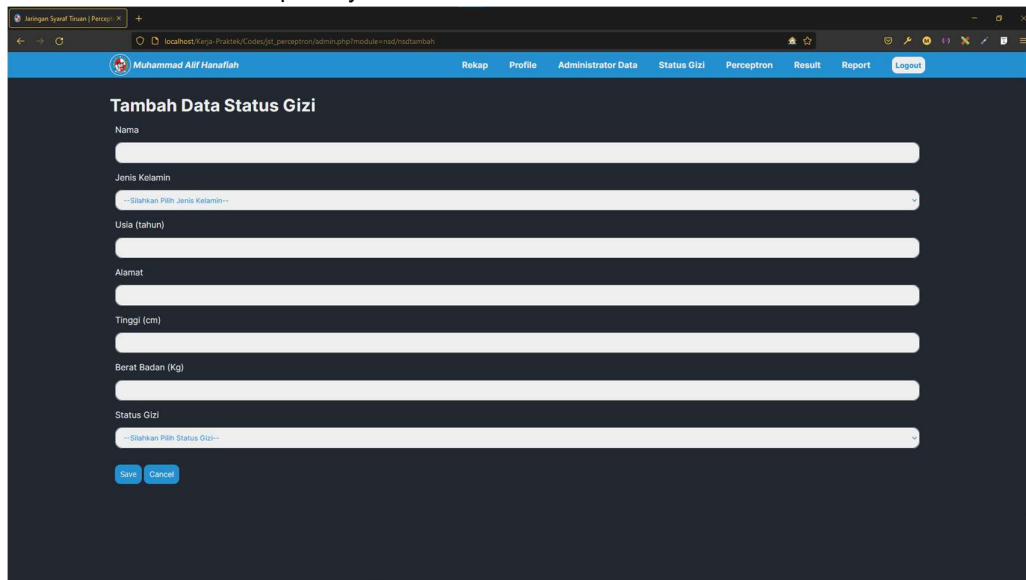 Jaringan Syaraf Tiruan | Percept
localhost/Kerja-Praktek/Codes/jst_perceptron/admin.php?module=nsd/nsdtambah
Muhammad Alif Hanafiah Rekap Profile Administrator Data Status Gizi Perceptron Result Report Logout
Tambah Data Status Gizi
Nama
Jenis Kelamin
--Silahkan Pilih Jenis Kelamin--
Usia (tahun)
Alamat
Tinggi (cm)
Berat Badan (Kg)
Status Gizi
--Silahkan Pilih Status Gizi--
Save Cancel